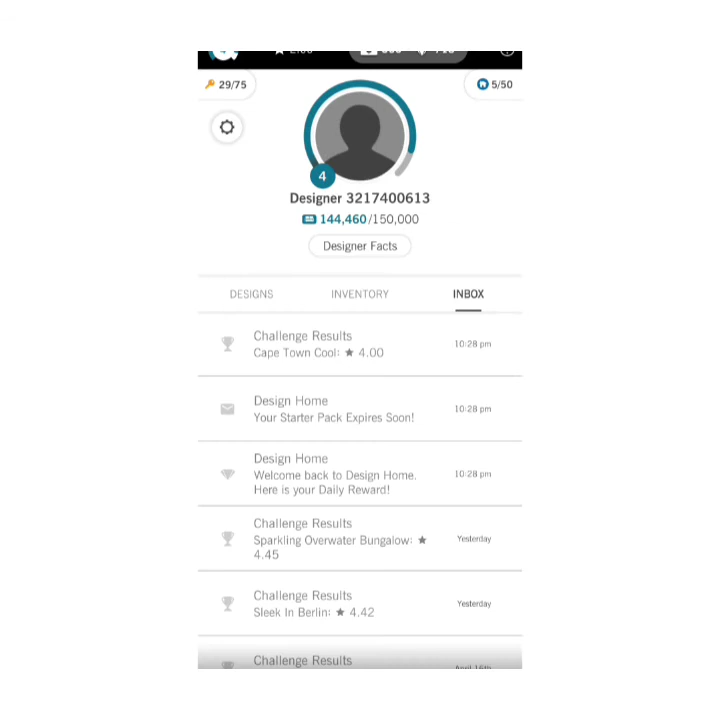 29/75
5/50
4
Designer 3217400613
144,460/150,000
Designer Facts
DESIGNS INVENTORY INBOX
Challenge Results
Cape Town Cool: ★ 4.00
10:28 pm
Design Home
Your Starter Pack Expires Soon!
10:28 pm
Design Home
Welcome back to Design Home.
Here is your Daily Reward!
10:28 pm
Challenge Results
Sparkling Overwater Bungalow: ★
4.45
Yesterday
Challenge Results
Sleek In Berlin: ★ 4.42
Yesterday
Challenge Results